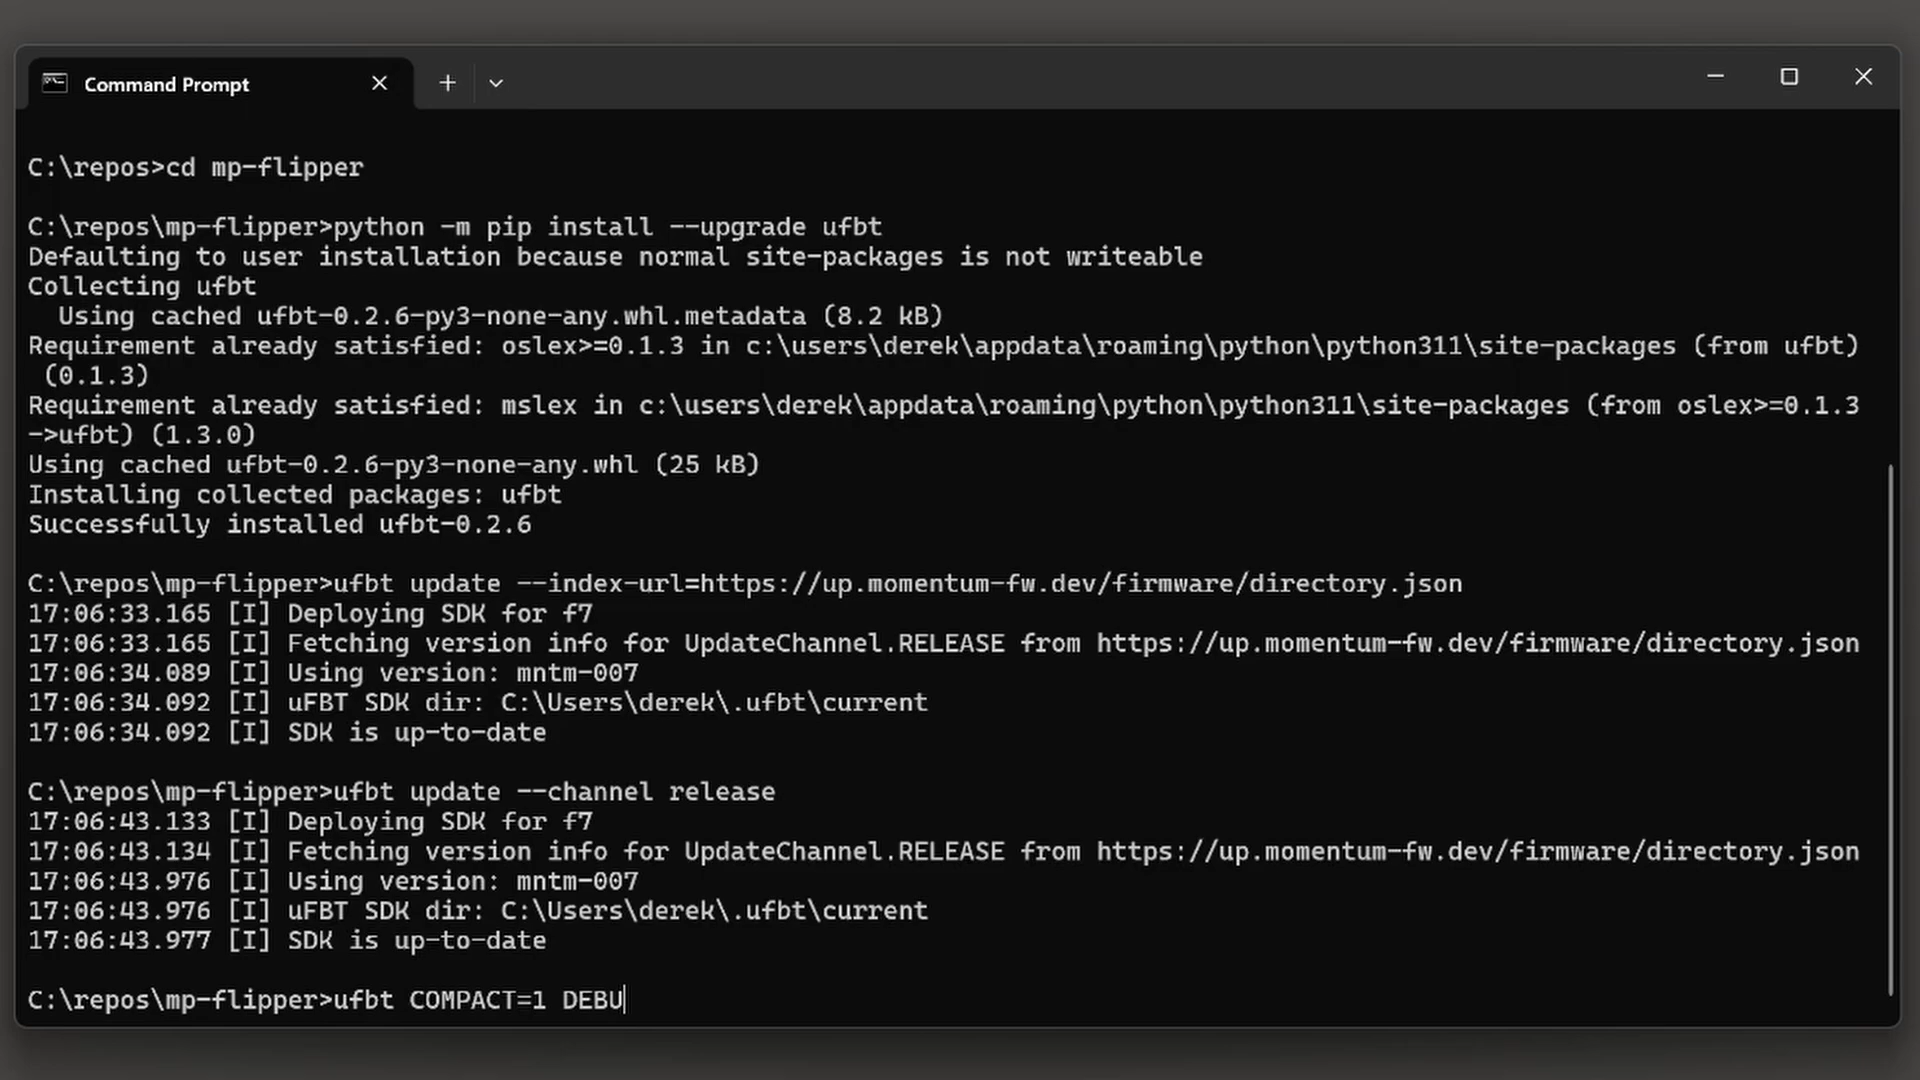 Command Prompt
C:\repos>cd mp-flipper
C:\repos\mp-flipper>python -m pip install --upgrade ufbt
Defaulting to user installation because normal site-packages is not writeable
Collecting ufbt
  Using cached ufbt-0.2.6-py3-none-any.whl.metadata (8.2 kB)
Requirement already satisfied: oslex>=0.1.3 in c:\users\derek\appdata\roaming\python\python311\site-packages (from ufbt)
 (0.1.3)
Requirement already satisfied: mslex in c:\users\derek\appdata\roaming\python\python311\site-packages (from oslex>=0.1.3
->ufbt) (1.3.0)
Using cached ufbt-0.2.6-py3-none-any.whl (25 kB)
Installing collected packages: ufbt
Successfully installed ufbt-0.2.6
C:\repos\mp-flipper>ufbt update --index-url=https://up.momentum-fw.dev/firmware/directory.json
17:06:33.165 [I] Deploying SDK for f7
17:06:33.165 [I] Fetching version info for UpdateChannel.RELEASE from https://up.momentum-fw.dev/firmware/directory.json
17:06:34.089 [I] Using version: mntm-007
17:06:34.092 [I] uFBT SDK dir: C:\Users\derek\.ufbt\current
17:06:34.092 [I] SDK is up-to-date
C:\repos\mp-flipper>ufbt update --channel release
17:06:43.133 [I] Deploying SDK for f7
17:06:43.134 [I] Fetching version info for UpdateChannel.RELEASE from https://up.momentum-fw.dev/firmware/directory.json
17:06:43.976 [I] Using version: mntm-007
17:06:43.976 [I] uFBT SDK dir: C:\Users\derek\.ufbt\current
17:06:43.977 [I] SDK is up-to-date
C:\repos\mp-flipper>ufbt COMPACT=1 DEBU